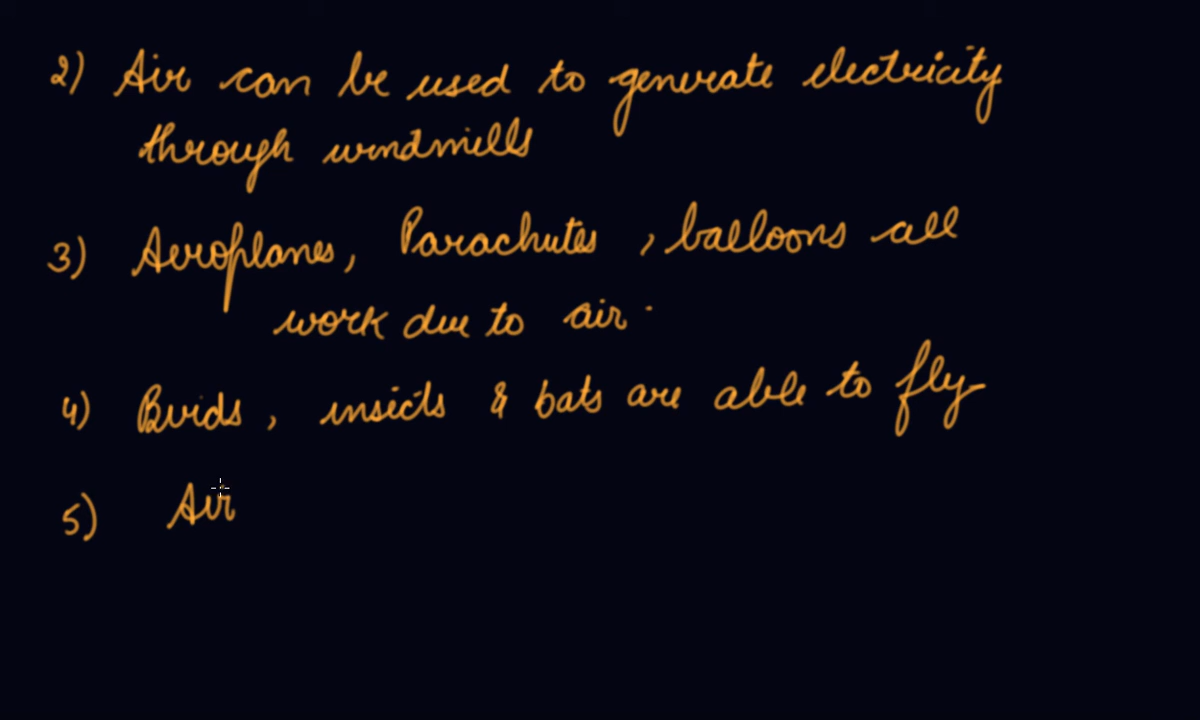 2) Air can be used to generate electricity
through windmills
3) Aeroplanes, Parachutes, balloons all
work due to air.
4) Birds, insects & bats are able to fly
5) Air